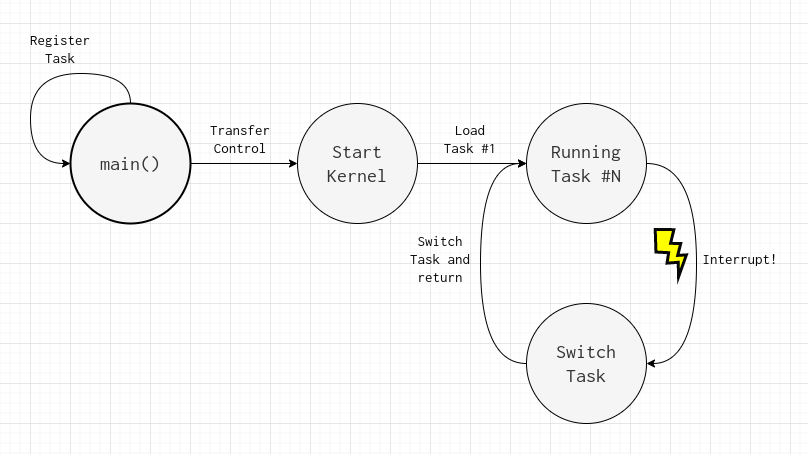 Register
Task
main()
Transfer
Control
Start
Kernel
Load
Task #1
Running
Task #N
Switch
Task and
return
Interrupt!
Switch
Task